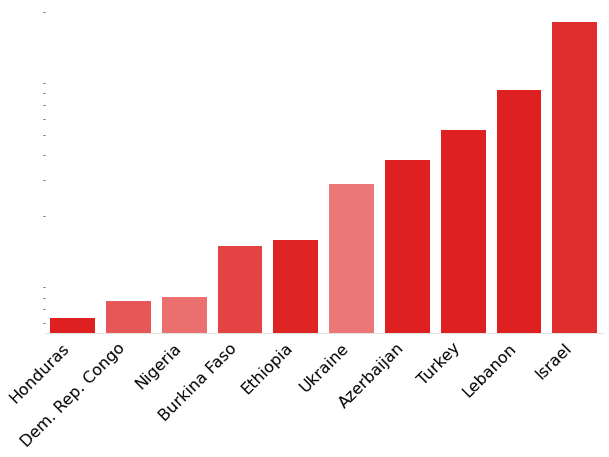 Honduras
Dem. Rep. Congo
Nigeria
Burkina Faso
Ethiopia
Ukraine
Azerbaijan
Turkey
Lebanon
Israel